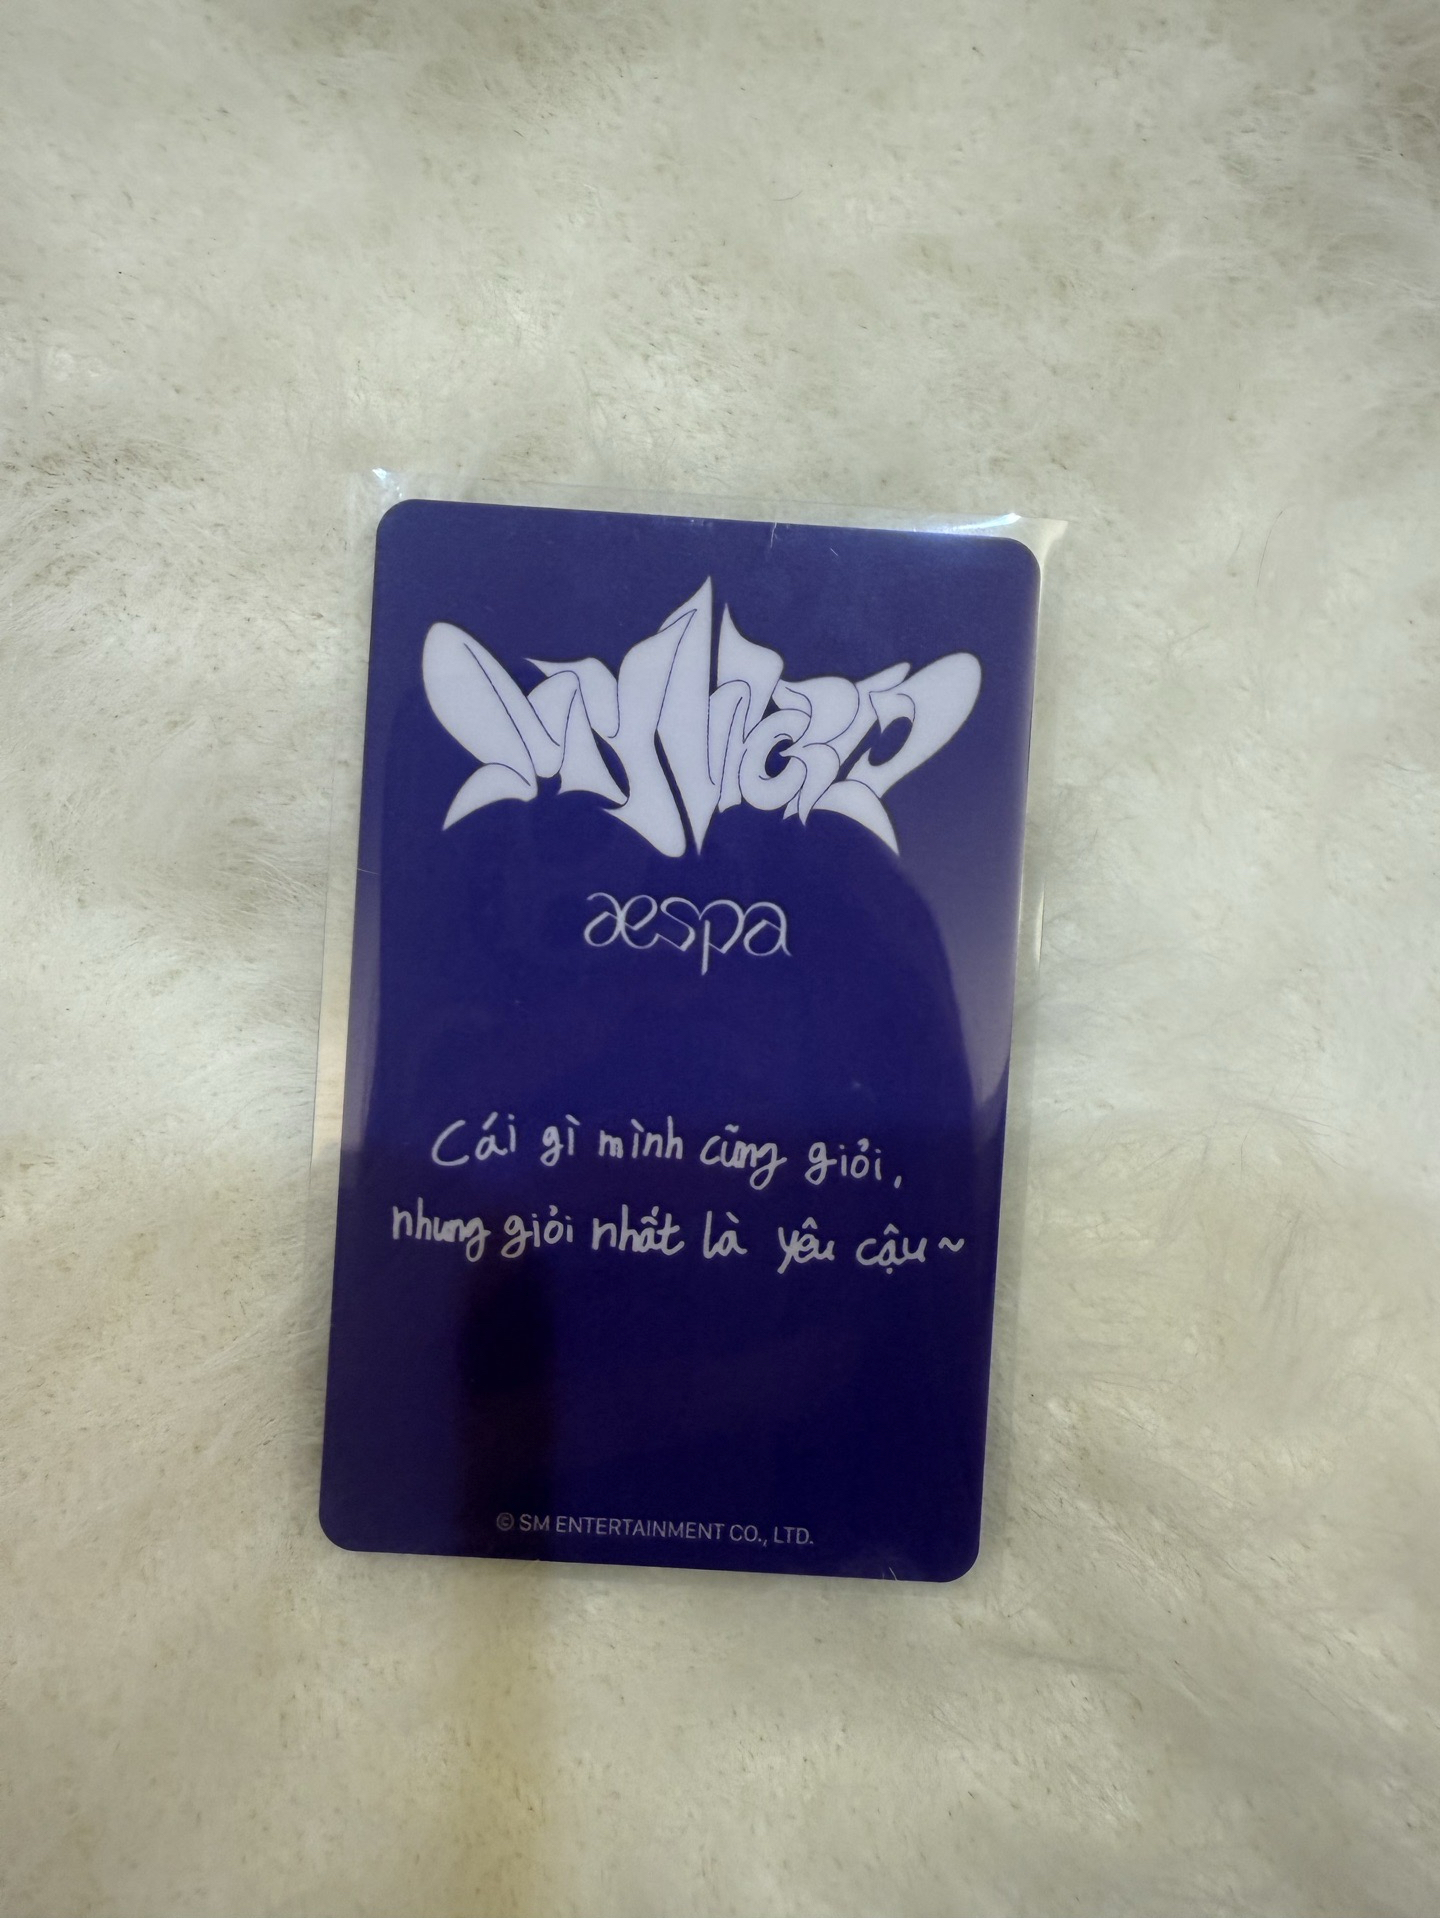 MY WORLD
aespa
Cái gì mình cũng giỏi,
nhưng giỏi nhất là yêu cậu~
© SM ENTERTAINMENT CO., LTD.